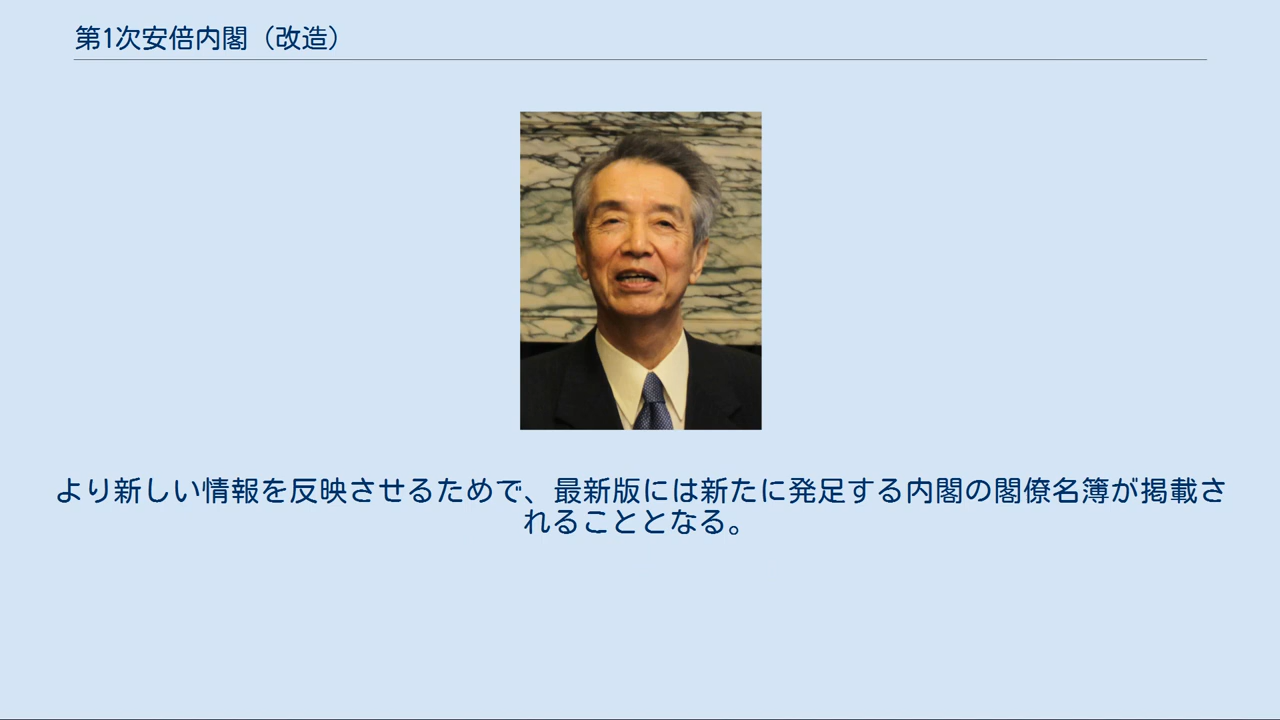 第1次安倍内閣（改造）
より新しい情報を反映させるためで、最新版には新たに発足する内閣の閣僚名簿が掲載さ
れることとなる。